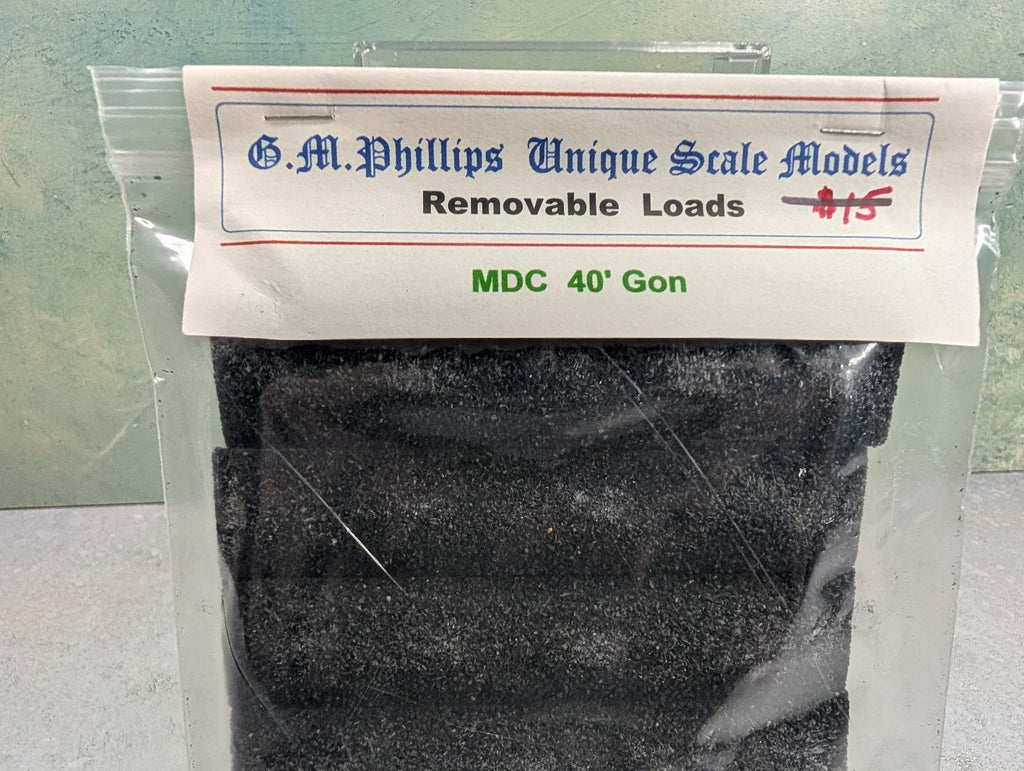 G.M.Phillips Unique Scale Models
Removable Loads $15
MDC 40' Gon